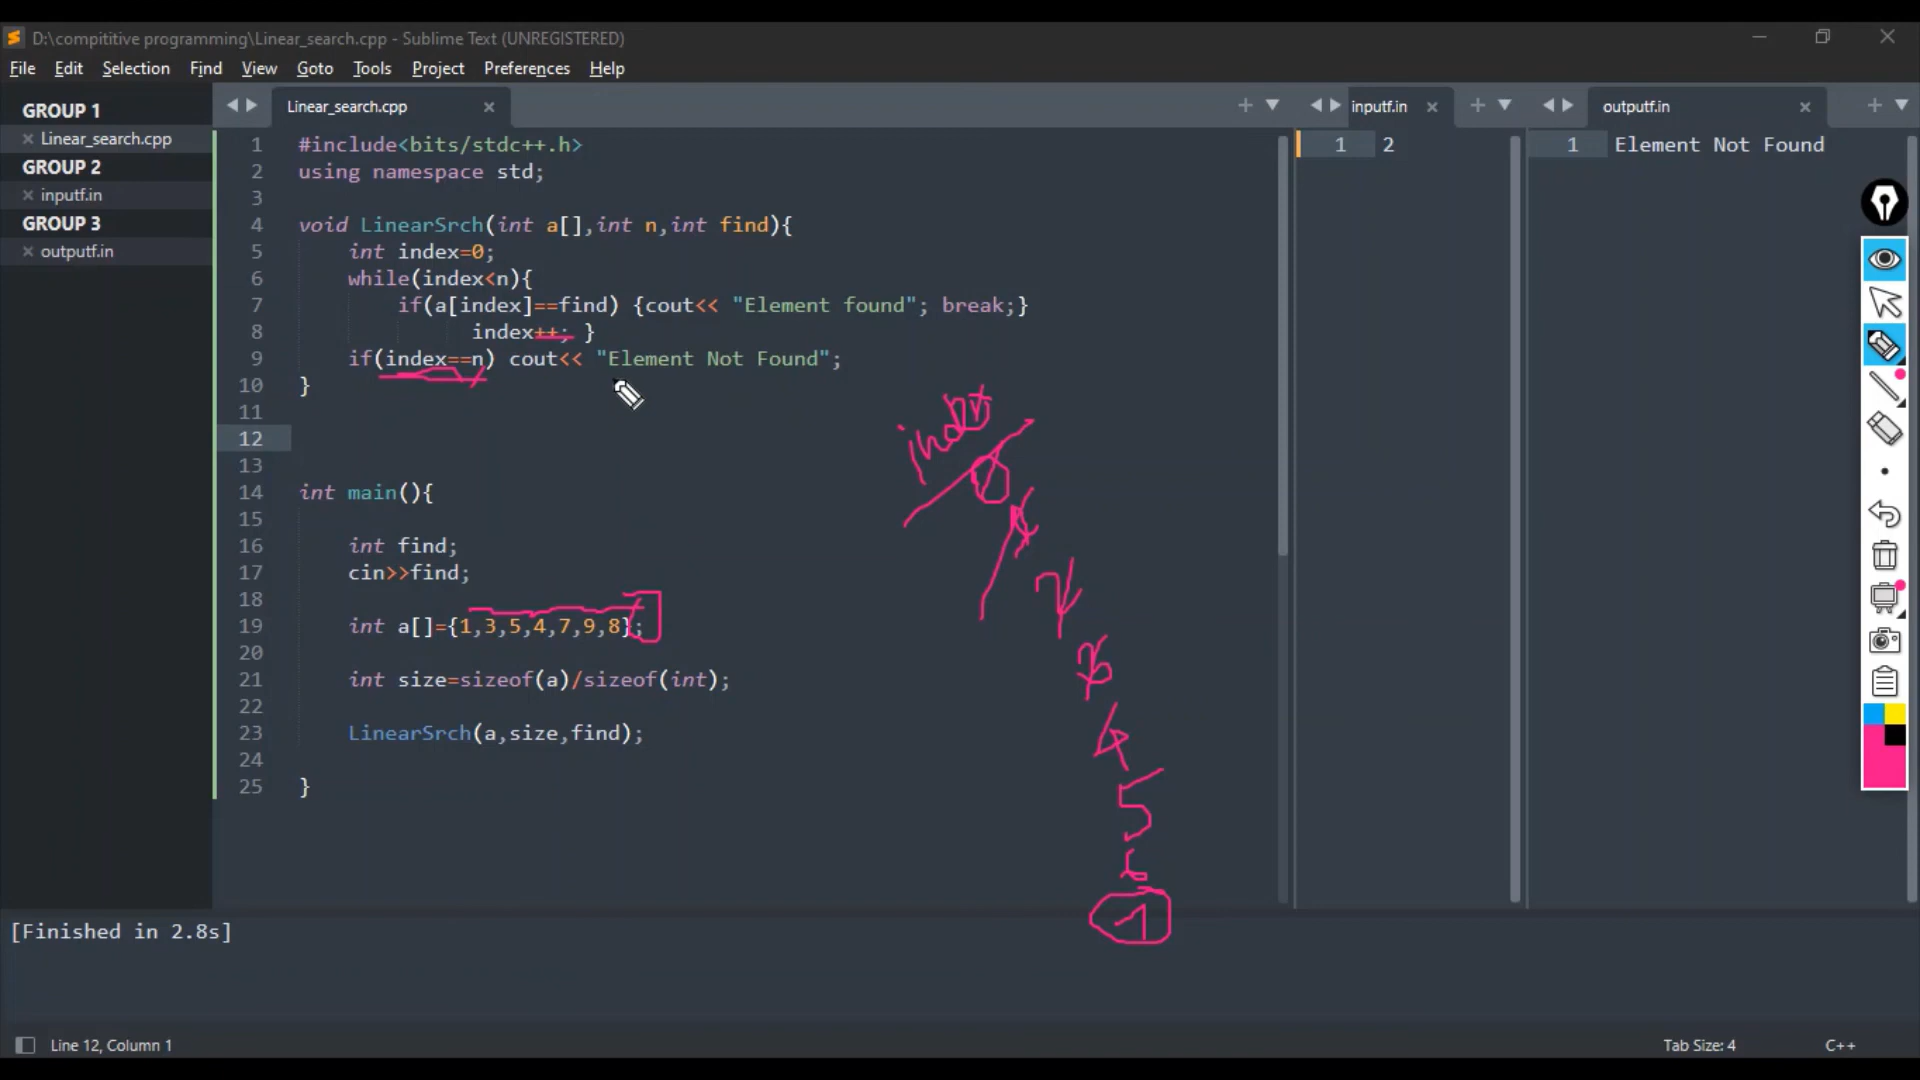 D:\compititive programming\Linear_search.cpp - Sublime Text (UNREGISTERED)
File Edit Selection Find View Goto Tools Project Preferences Help
GROUP 1
Linear_search.cpp
GROUP 2
inputf.in
GROUP 3
outputf.in
Linear_search.cpp
1 #include<bits/stdc++.h>
2 using namespace std;
3
4 void LinearSrch(int a[],int n,int find){
5 int index=0;
6 while(index<n){
7 if(a[index]==find) {cout<< "Element found"; break;}
8 index++; }
9 if(index==n) cout<< "Element Not Found";
10 }
11
12
13
14 int main(){
15
16 int find;
17 cin>>find;
18
19 int a[]={1,3,5,4,7,9,8};
20
21 int size=sizeof(a)/sizeof(int);
22
23 LinearSrch(a,size,find);
24
25 }
inputf.in
1 2
outputf.in
1 Element Not Found
0
2
3
4
5
6
[Finished in 2.8s]
Line 12, Column 1
Tab Size: 4
C++